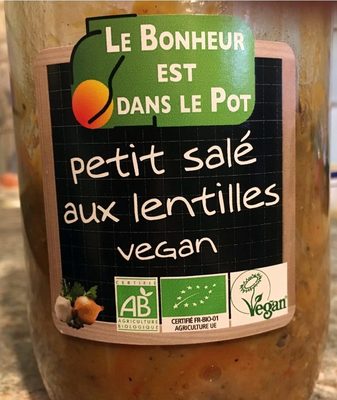 LE BONHEUR
EST
DANS LE POT
petit salé
aux lentilles
vegan
CERTIFIÉ
AB
AGRICULTURE
BIOLOGIQUE
CERTIFIÉ FR-BIO-01
AGRICULTURE UE
Vegan